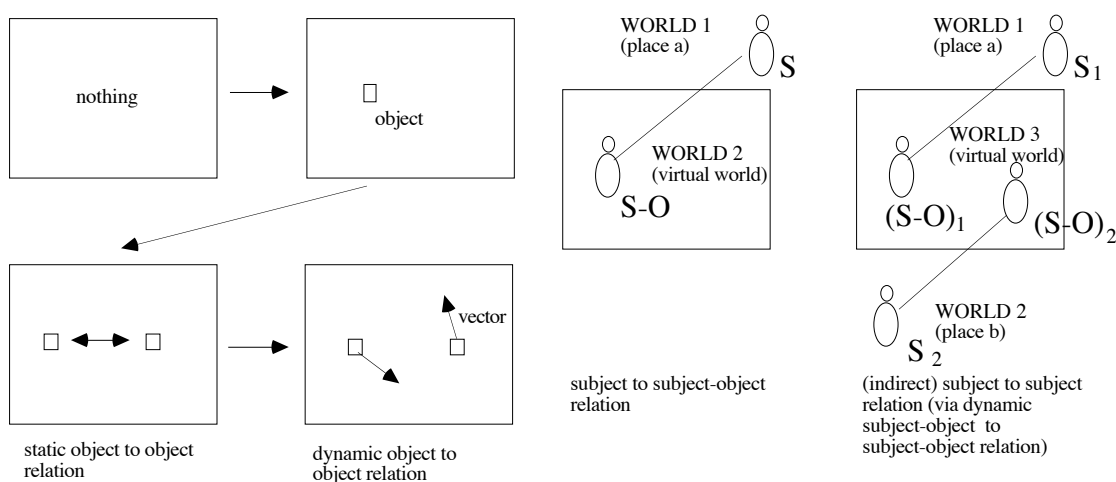 nothing
object
static object to object
relation
vector
dynamic object to
object relation
WORLD 1
(place a)
S
WORLD 2
(virtual world)
S-O
subject to subject-object
relation
WORLD 1
(place a)
S1
WORLD 3
(virtual world)
(S-O)1
(S-O)2
WORLD 2
(place b)
S 2
(indirect) subject to subject
relation (via dynamic
subject-object to
subject-object relation)